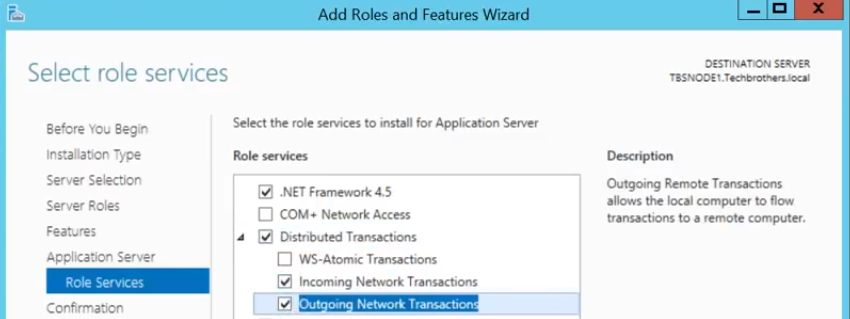 Add Roles and Features Wizard
Select role services
DESTINATION SERVER
TBSNODE1.Techbrothers.local
Before You Begin
Installation Type
Server Selection
Server Roles
Features
Application Server
Role Services
Confirmation
Select the role services to install for Application Server
Role services
.NET Framework 4.5
COM+ Network Access
Distributed Transactions
WS-Atomic Transactions
Incoming Network Transactions
Outgoing Network Transactions
Description
Outgoing Remote Transactions
allows the local computer to flow
transactions to a remote computer.